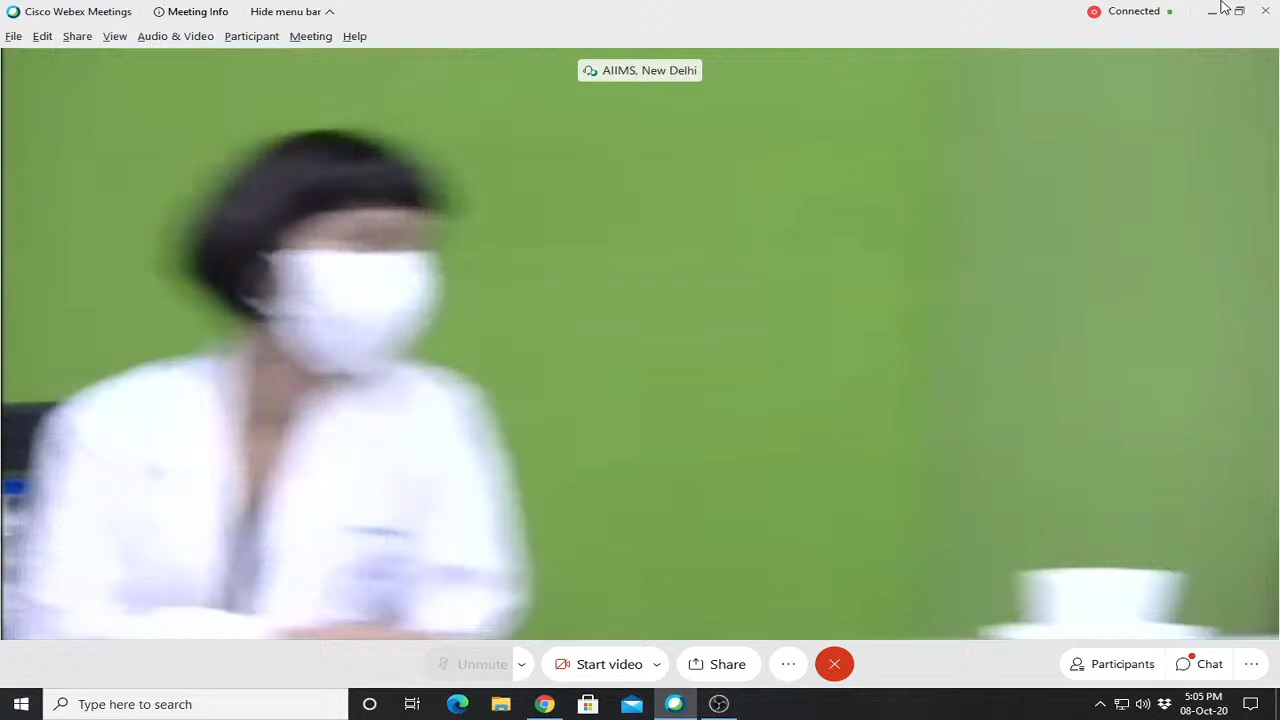 Cisco Webex Meetings
Meeting Info
Hide menu bar
Connected
File Edit Share View Audio & Video Participant Meeting Help
AIIMS, New Delhi
Unmute
Start video
Share
Participants
Chat
Type here to search
5:05 PM
08-Oct-20